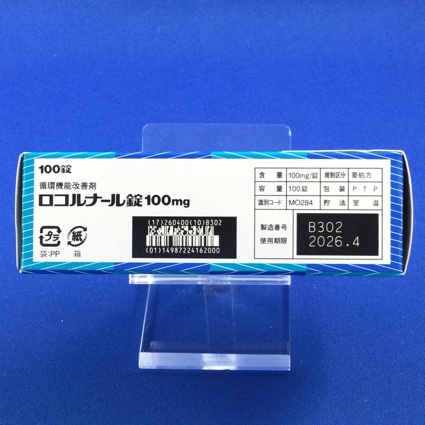 100錠
循環機能改善剤
ロコルナール錠100mg
(17)260400(10)B302
(01)14987224162000
プラ
紙
袋:PP
箱
含 量 100mg/錠 規制区分 要処方
容 量 100錠 包 装 PTP
識別コード MO284 貯 法 室 温
製造番号 B302
使用期限 2026.4